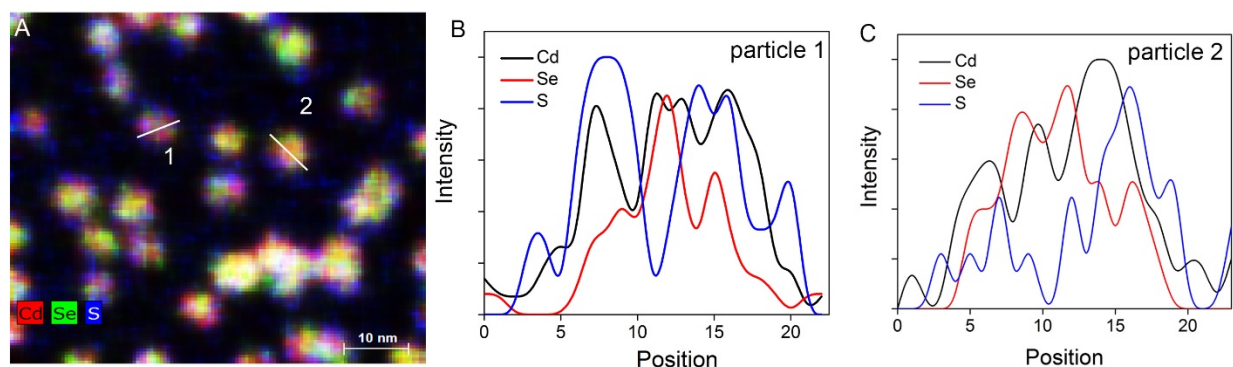 A
1
2
Cd Se S
10 nm
B
particle 1
Cd
Se
S
Intensity
0 5 10 15 20
Position
C
particle 2
Cd
Se
S
Intensity
0 5 10 15 20
Position